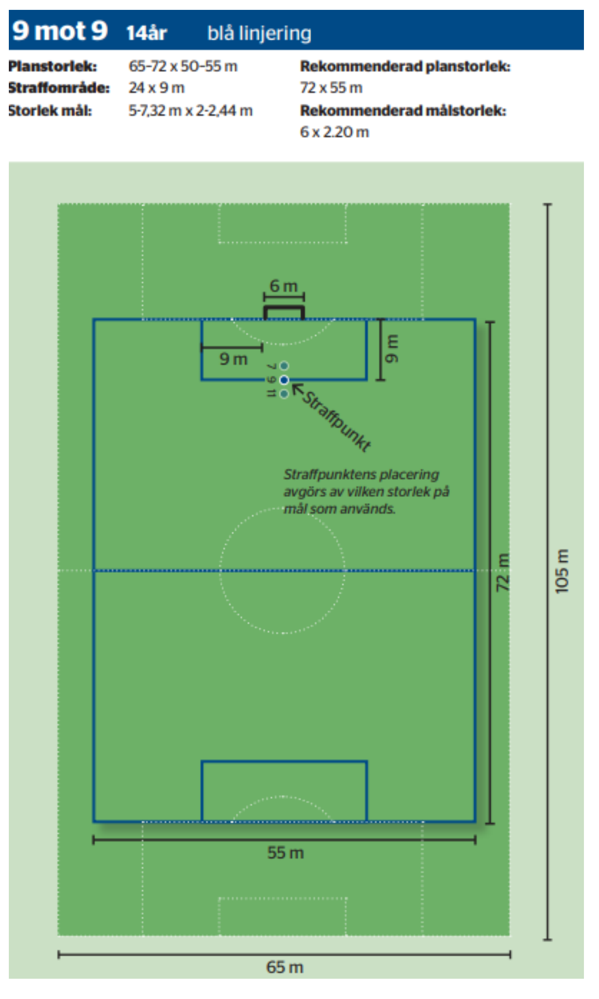 9 mot 9 14år blå linjering
Planstorlek: 65-72 x 50-55 m Rekommenderad planstorlek:
Straffområde: 24 x 9 m 72 x 55 m
Storlek mål: 5-7,32 m x 2-2,44 m Rekommenderad målstorlek:
6 x 2.20 m
6 m
9 m
9 m
7
9
11
Straffpunkt
Straffpunktens placering
avgörs av vilken storlek på
mål som används.
72 m
105 m
55 m
65 m